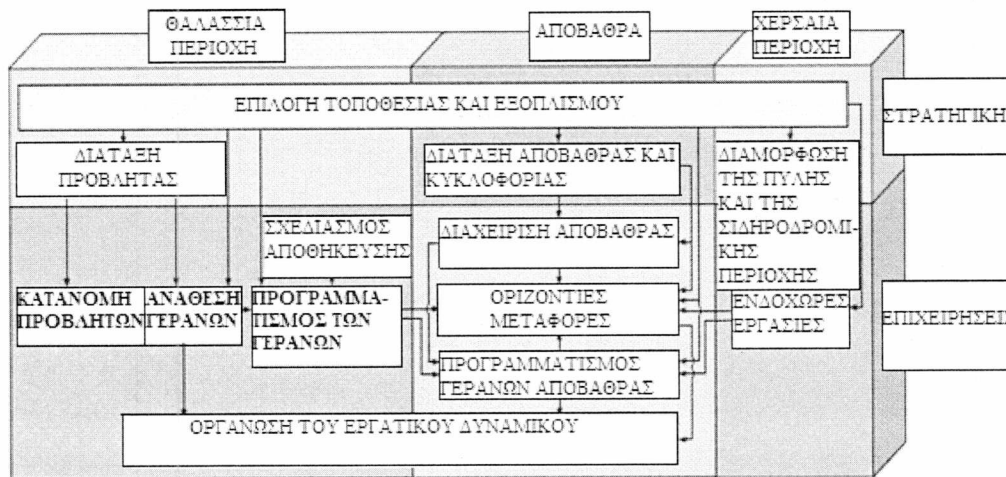 ΘΑΛΑΣΣΙΑ
ΠΕΡΙΟΧΗ
ΑΠΟΒΑΘΡΑ
ΧΕΡΣΑΙΑ
ΠΕΡΙΟΧΗ
ΕΠΙΛΟΓΗ ΤΟΠΟΘΕΣΙΑΣ ΚΑΙ ΕΞΟΠΛΙΣΜΟΥ
ΣΤΡΑΤΗΓΙΚΗ
ΔΙΑΤΑΞΗ
ΠΡΟΒΛΗΤΑΣ
ΔΙΑΤΑΞΗ ΑΠΟΒΑΘΡΑΣ ΚΑΙ
ΚΥΚΛΟΦΟΡΙΑΣ
ΔΙΑΜΟΡΦΩΣΗ
ΤΗΣ ΠΥΛΗΣ
ΚΑΙ ΤΗΣ
ΣΙΔΗΡΟΔΡΟΜΙ-
ΚΗΣ
ΠΕΡΙΟΧΗΣ
ΣΧΕΔΙΑΣΜΟΣ
ΑΠΟΘΗΚΕΥΣΗΣ
ΔΙΑΧΕΙΡΙΣΗ ΑΠΟΒΑΘΡΑΣ
ΚΑΤΑΝΟΜΗ
ΠΡΟΒΛΗΤΩΝ
ΑΝΑΘΕΣΗ
ΓΕΡΑΝΩΝ
ΠΡΟΓΡΑΜΜΑ-
ΤΙΣΜΟΣ ΤΩΝ
ΓΕΡΑΝΩΝ
ΟΡΙΖΟΝΤΙΕΣ
ΜΕΤΑΦΟΡΕΣ
ΕΝΔΟΧΩΡΕΣ
ΕΡΓΑΣΙΕΣ
ΕΠΙΧΕΙΡΗΣΕΙΣ
ΠΡΟΓΡΑΜΜΑΤΙΣΜΟΣ
ΓΕΡΑΝΩΝ ΑΠΟΒΑΘΡΑΣ
ΟΡΓΑΝΩΣΗ ΤΟΥ ΕΡΓΑΤΙΚΟΥ ΔΥΝΑΜΙΚΟΥ